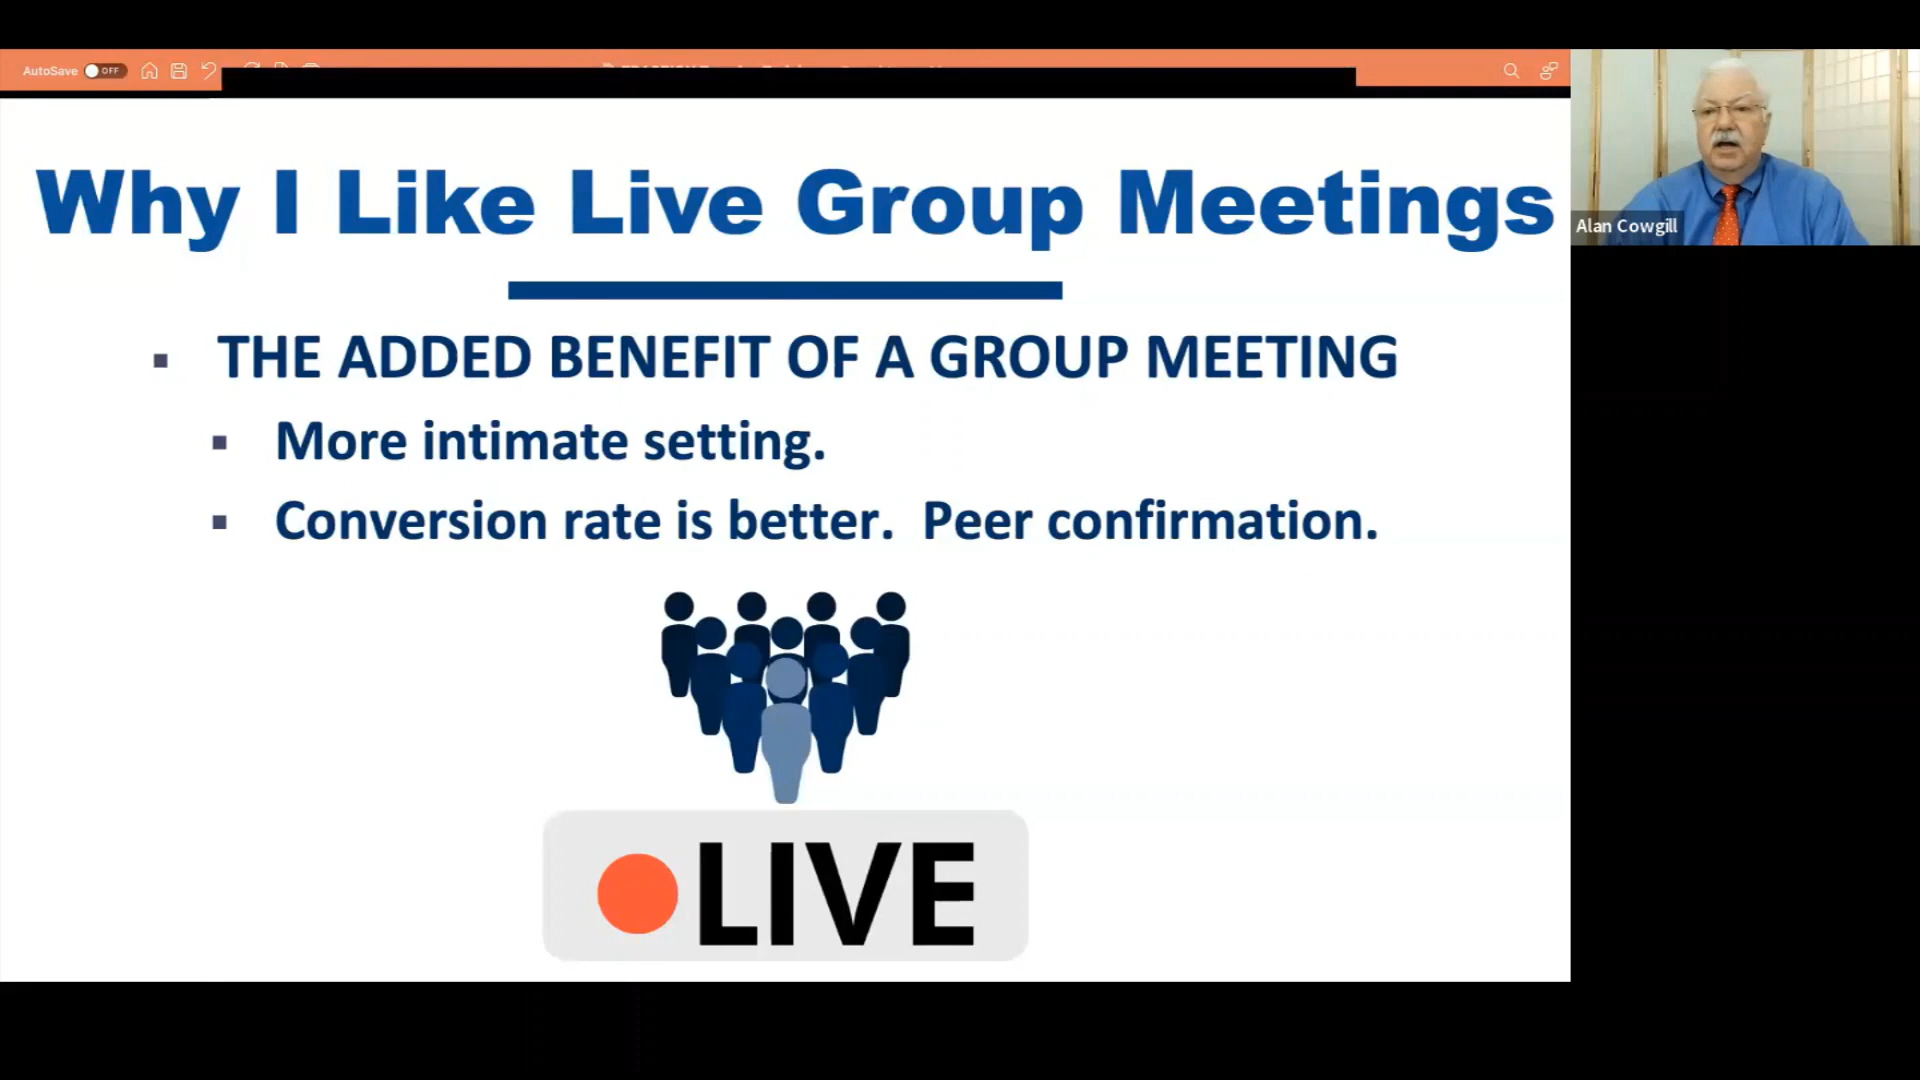 AutoSave OFF
Why I Like Live Group Meetings
Alan Cowgill
THE ADDED BENEFIT OF A GROUP MEETING
More intimate setting.
Conversion rate is better. Peer confirmation.
LIVE